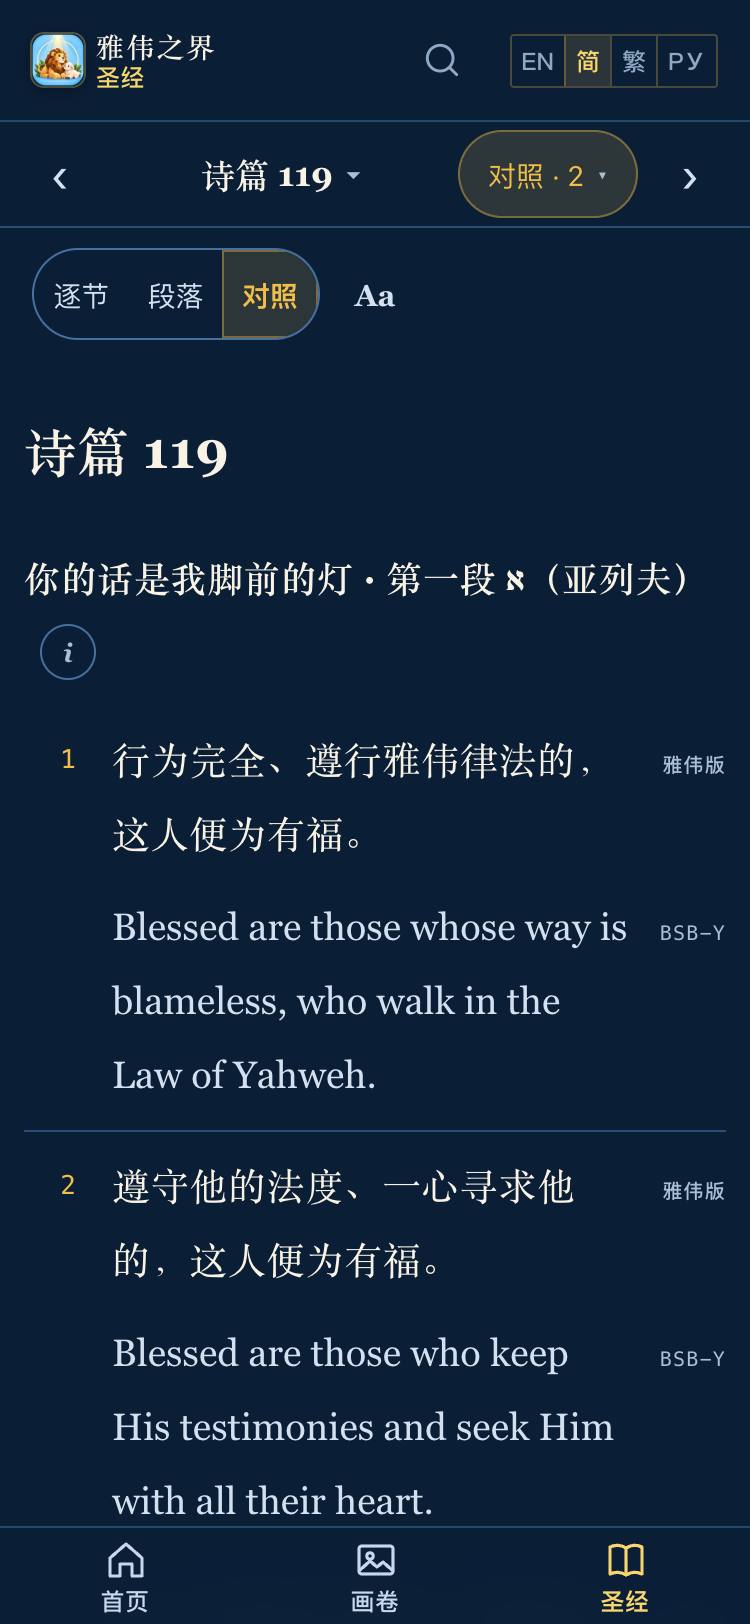 雅伟之界
圣经
EN 简 繁 РУ
‹ 诗篇 119 ▾ 对照 · 2 ▾ ›
逐节 段落 对照 Aa
诗篇 119
你的话是我脚前的灯 · 第一段 א（亚列夫）
i
1 行为完全、遵行雅伟律法的， 雅伟版
这人便为有福。
Blessed are those whose way is BSB–Y
blameless, who walk in the
Law of Yahweh.
2 遵守他的法度、一心寻求他 雅伟版
的，这人便为有福。
Blessed are those who keep BSB–Y
His testimonies and seek Him
with all their heart.
首页 画卷 圣经